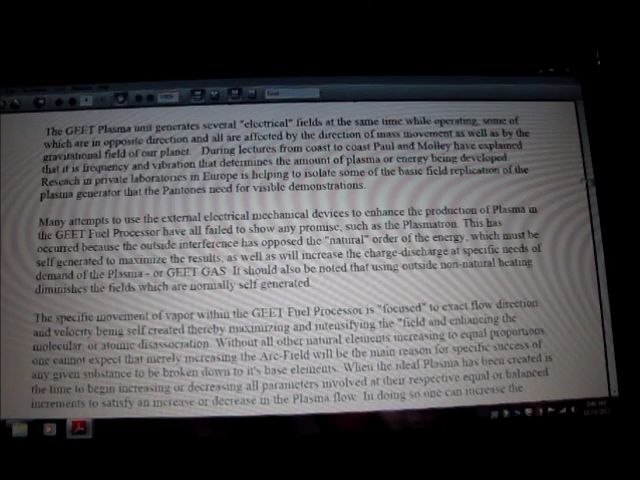 The GEET Plasma unit generates several "electrical" fields at the same time while operating, some of
which are in opposite direction and all are affected by the direction of mass movement as well as by the
gravitational field of our planet. During lectures from coast to coast Paul and Molley have explained
that it is frequency and vibration that determines the amount of plasma or energy being developed
Reseach in private laboratories in Europe is helping to isolate some of the basic field replication of the
plasma generator that the Pantones need for visible demonstrations.
Many attempts to use the external electrical mechanical devices to enhance the production of Plasma in
the GEET Fuel Processor have all failed to show any promise, such as the Plasmatron. This has
occurred because the outside interference has opposed the "natural" order of the energy, which must be
self generated to maximize the results, as well as will increase the charge-discharge at specific needs of
demand of the Plasma - or GEET GAS. It should also be noted that using outside non-natural heating
diminishes the fields which are normally self generated.
The specific movement of vapor within the GEET Fuel Processor is "focused" to exact flow direction
and velocity being self created thereby maximizing and intensifying the "field and enhancing the
molecular or atomic disassociation. Without all other natural elements increasing to equal proportions,
one cannot expect that merely increasing the Arc-Field will be the main reason for specific success of
any given substance to be broken down to it's base elements. When the ideal Plasma has been created is
the time to begin increasing or decreasing all parameters involved at their respective equal or balanced
increments to satisfy an increase or decrease in the Plasma flow. In doing so one can increase the